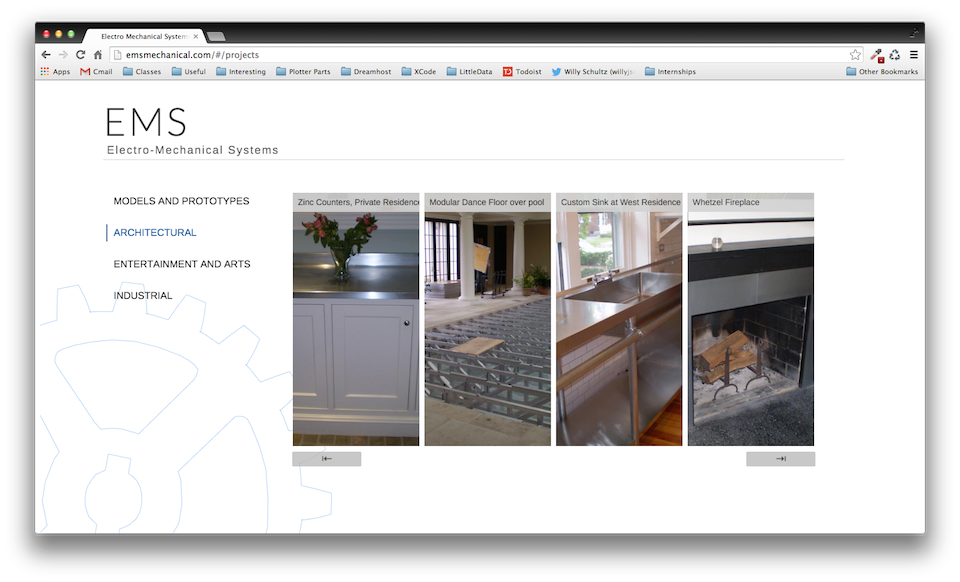 Electro Mechanical Systems
emsmechanical.com/#/projects
Apps Gmail Classes Useful Interesting Plotter Parts Dreamhost XCode LittleData Todoist Willy Schultz (willyjs Internships Other Bookmarks
EMS
Electro-Mechanical Systems
MODELS AND PROTOTYPES
ARCHITECTURAL
ENTERTAINMENT AND ARTS
INDUSTRIAL
Zinc Counters, Private Residence
Modular Dance Floor over pool
Custom Sink at West Residence
Whetzel Fireplace